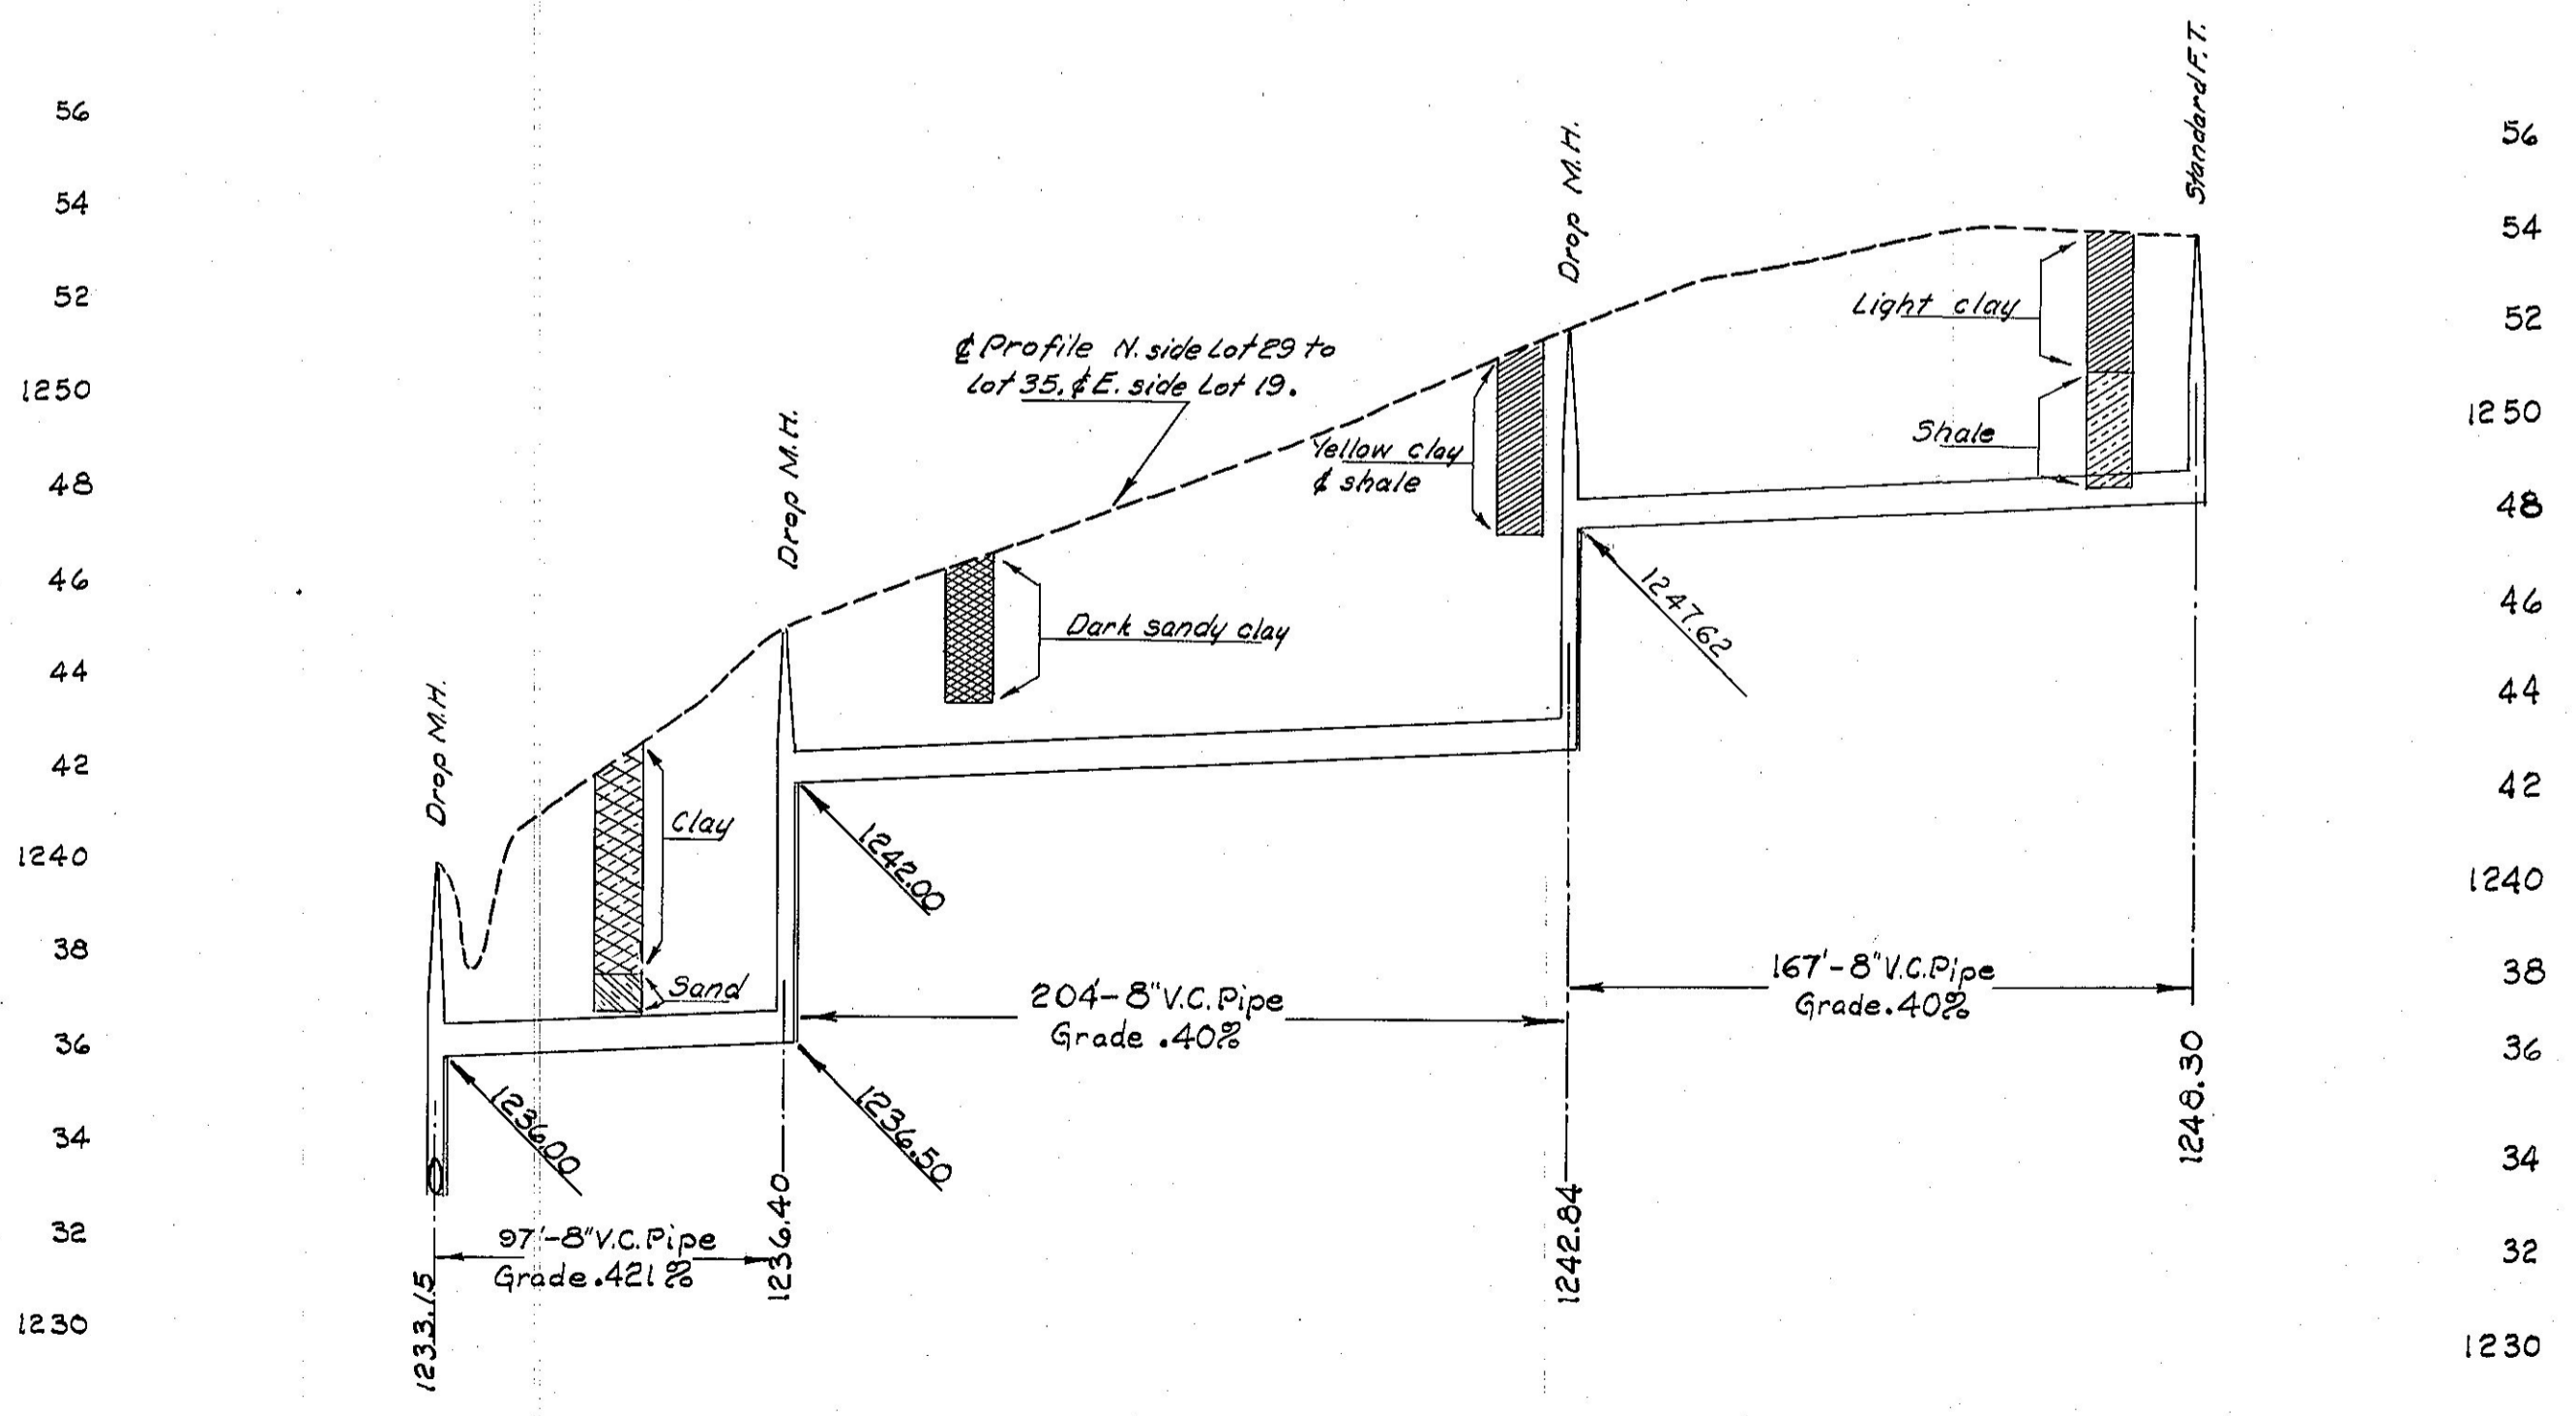 Standard F.T.
Drop M.H.
Drop M.H.
Drop M.H.
56
54
52
1250
48
46
44
42
1240
38
36
34
32
1230
₵ Profile N. side Lot 29 to
Lot 35, ₵ E. side Lot 19.
Light clay
Shale
Yellow clay
& shale
Dark sandy clay
Clay
Sand
1247.62
1242.00
1236.00
1236.50
167'-8" V.C. Pipe
Grade .40%
204'-8" V.C. Pipe
Grade .40%
97'-8" V.C. Pipe
Grade .421%
1233.15
1236.40
1242.84
1248.30
56
54
52
1250
48
46
44
42
1240
38
36
34
32
1230